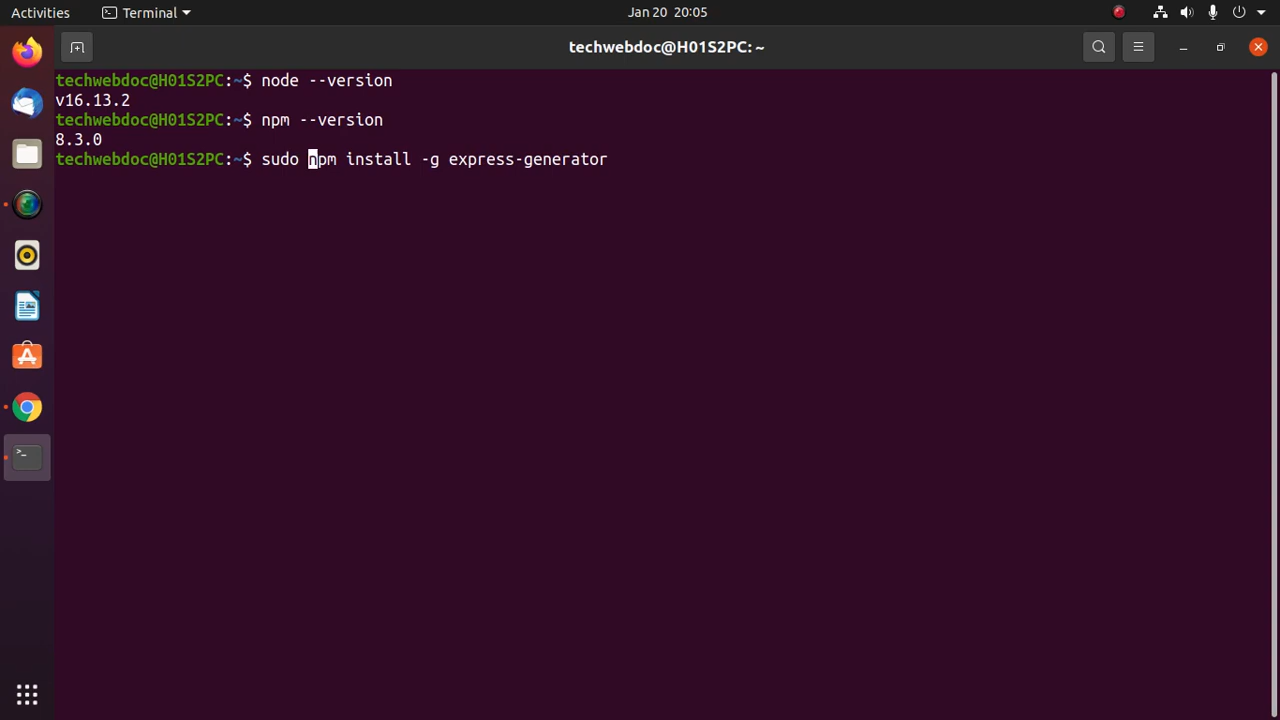 Activities Terminal Jan 20 20:05
techwebdoc@H01S2PC: ~
techwebdoc@H01S2PC:~$ node --version
v16.13.2
techwebdoc@H01S2PC:~$ npm --version
8.3.0
techwebdoc@H01S2PC:~$ sudo npm install -g express-generator